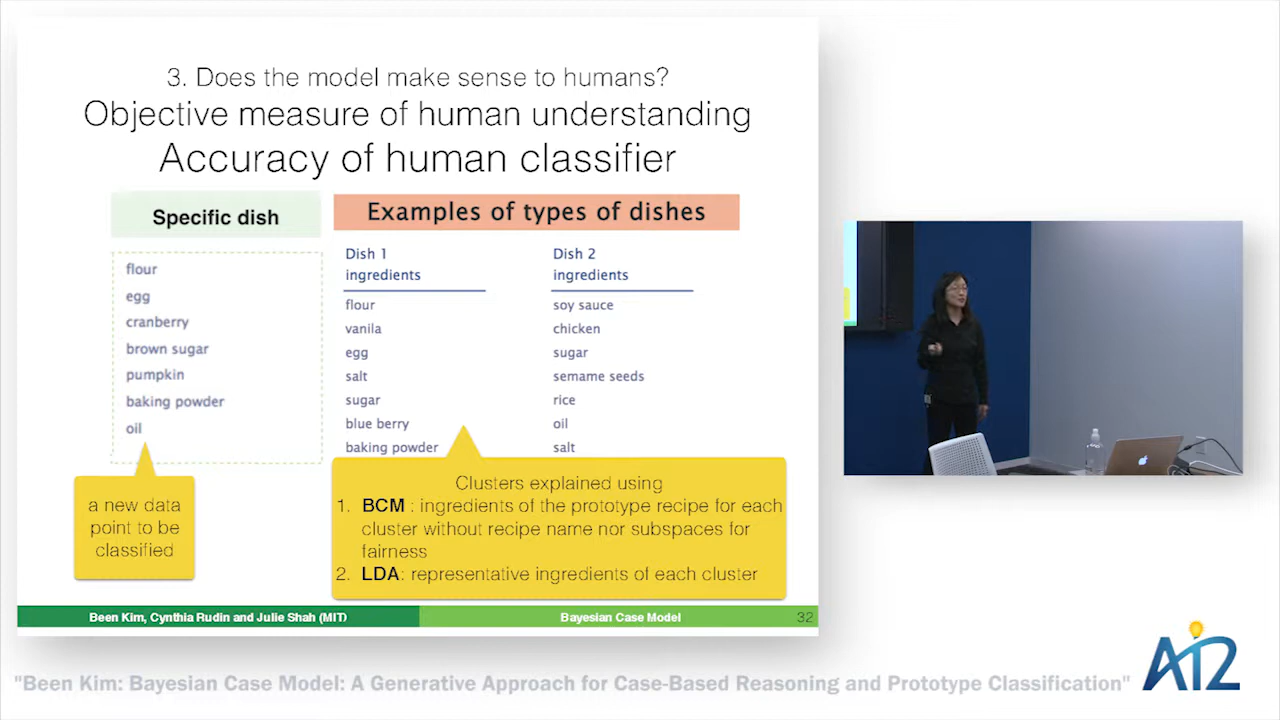 3. Does the model make sense to humans?
Objective measure of human understanding
Accuracy of human classifier
Specific dish
flour
egg
cranberry
brown sugar
pumpkin
baking powder
oil
a new data
point to be
classified
Examples of types of dishes
Dish 1
ingredients
flour
vanila
egg
salt
sugar
blue berry
baking powder
Dish 2
ingredients
soy sauce
chicken
sugar
semame seeds
rice
oil
salt
Clusters explained using
1. BCM : ingredients of the prototype recipe for each
cluster without recipe name nor subspaces for
fairness
2. LDA: representative ingredients of each cluster
Been Kim, Cynthia Rudin and Julie Shah (MIT)
Bayesian Case Model
32
AI2
"Been Kim: Bayesian Case Model: A Generative Approach for Case-Based Reasoning and Prototype Classification"